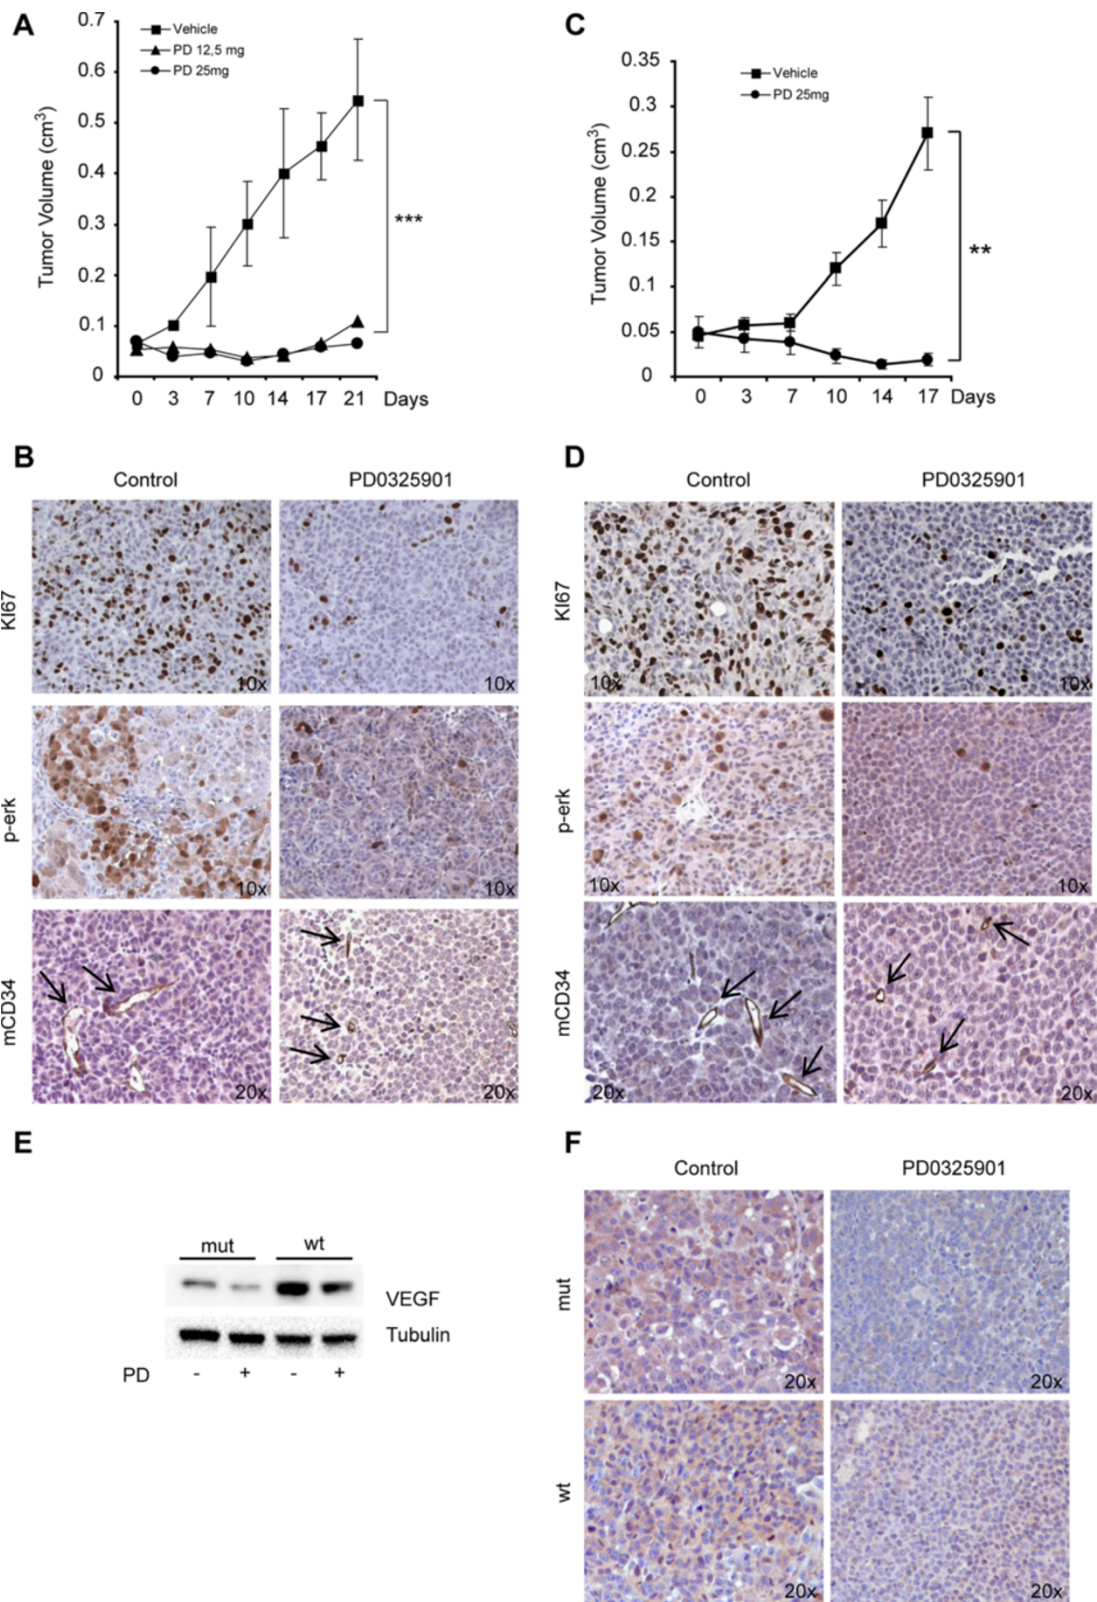 A
0.7
0.6
0.5
0.4
0.3
0.2
0.1
0
Tumor Volume (cm3)
Vehicle
PD 12,5 mg
PD 25mg
***
0 3 7 10 14 17 21 Days
C
0.35
0.3
0.25
0.2
0.15
0.1
0.05
0
Tumor Volume (cm3)
Vehicle
PD 25mg
**
0 3 7 10 14 17 Days
B
Control PD0325901
KI67
10x 10x
p-erk
10x 10x
mCD34
20x 20x
D
Control PD0325901
KI67
10x 10x
p-erk
10x 10x
mCD34
20x 20x
E
mut wt
VEGF
Tubulin
PD - + - +
F
Control PD0325901
mut
20x 20x
wt
20x 20x